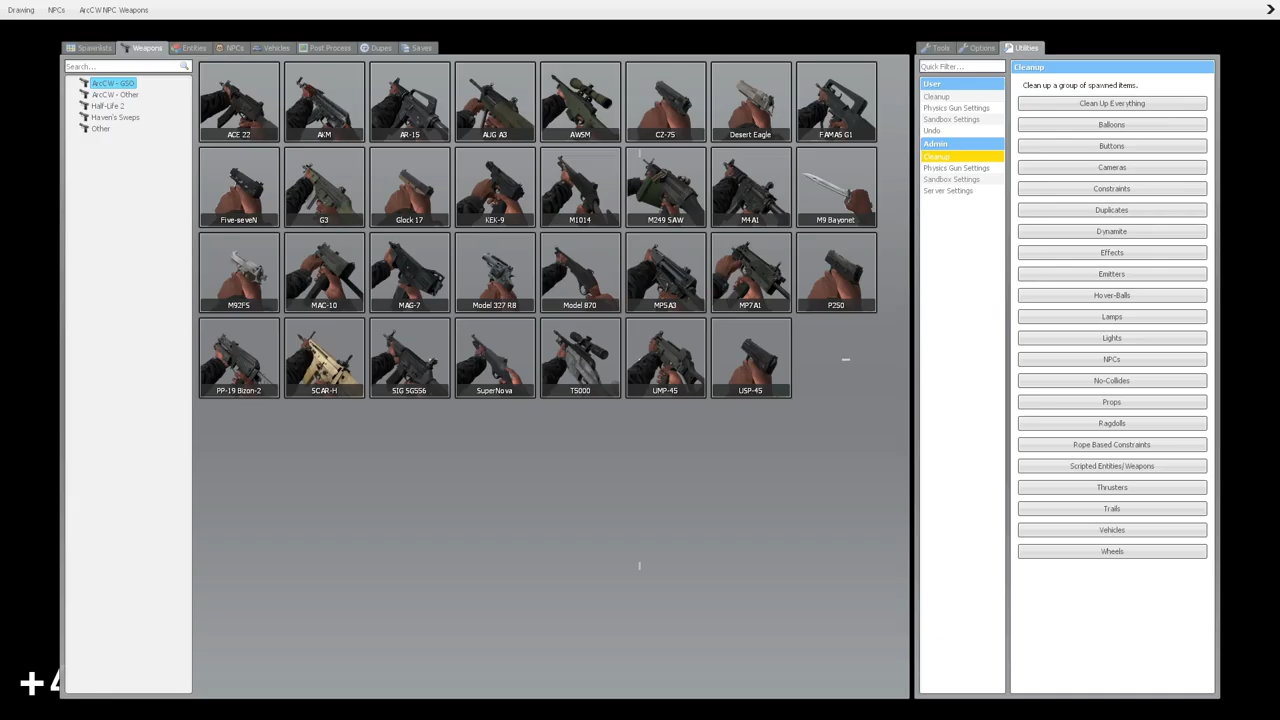 Drawing NPCs ArcCW NPC Weapons
Spawnlists Weapons Entities NPCs Vehicles Post Process Dupes Saves
Search...
ArcCW - GSO
ArcCW - Other
Half-Life 2
Haven's Sweps
Other
ACE 22 AKM AR-15 AUG A3 AWSM CZ-75 Desert Eagle FAMAS G1
Five-seveN G3 Glock 17 KEK-9 M1014 M249 SAW M4A1 M9 Bayonet
M92FS MAC-10 MAG-7 Model 327 R8 Model 870 MP5A3 MP7A1 P250
PP-19 Bizon-2 SCAR-H SIG SG556 SuperNova T5000 UMP-45 USP-45
Tools Options Utilities
Quick Filter...
User
Cleanup
Physics Gun Settings
Sandbox Settings
Undo
Admin
Cleanup
Physics Gun Settings
Sandbox Settings
Server Settings
Cleanup
Clean up a group of spawned items.
Clean Up Everything
Balloons
Buttons
Cameras
Constraints
Duplicates
Dynamite
Effects
Emitters
Hover-Balls
Lamps
Lights
NPCs
No-Collides
Props
Ragdolls
Rope Based Constraints
Scripted Entities/Weapons
Thrusters
Trails
Vehicles
Wheels